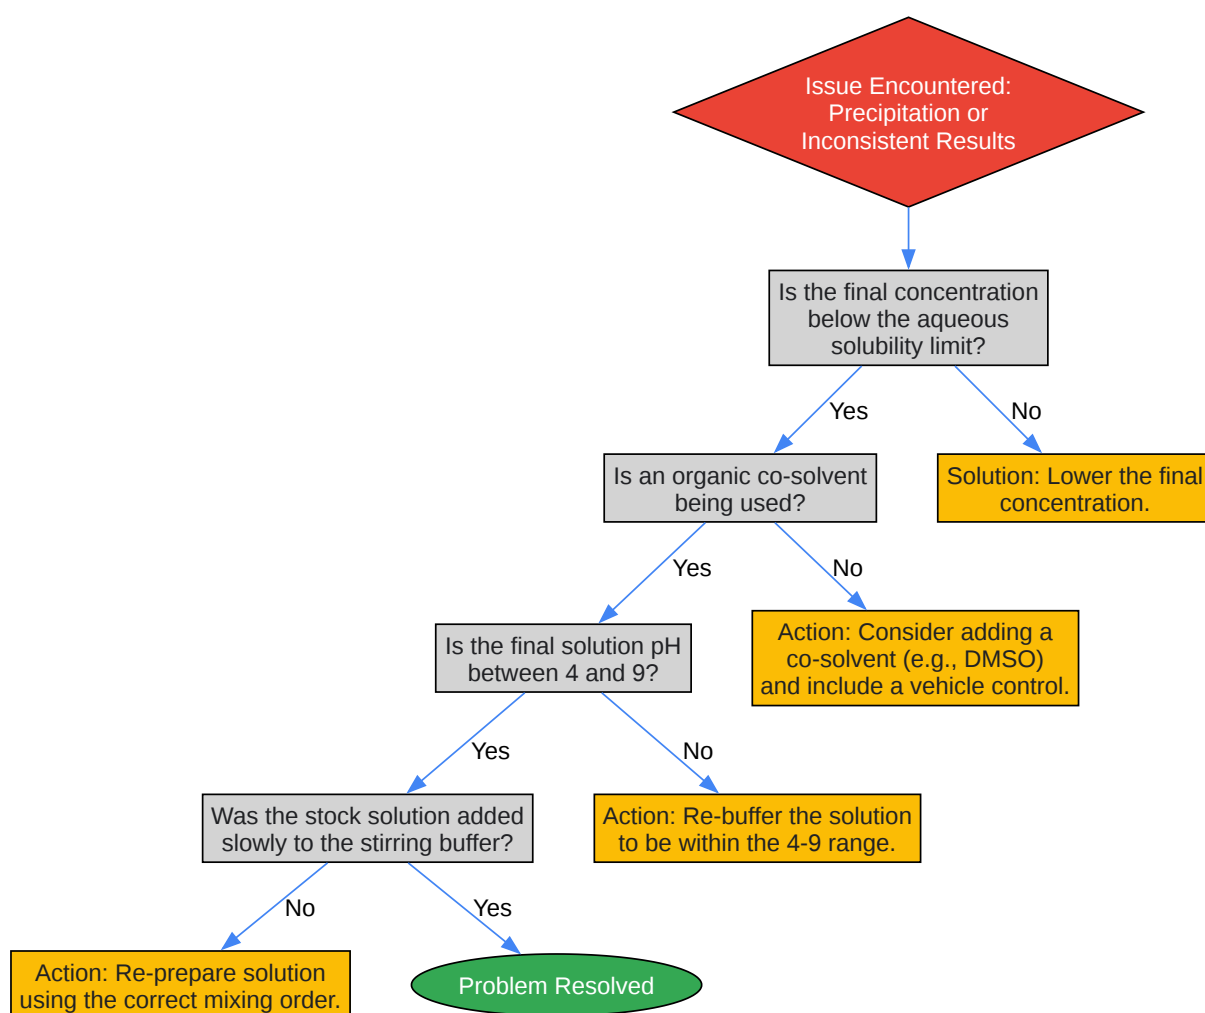 Issue Encountered:
Precipitation or
Inconsistent Results
Is the final concentration
below the aqueous
solubility limit?
Yes
No
Is an organic co-solvent
being used?
Solution: Lower the final
concentration.
Yes
No
Is the final solution pH
between 4 and 9?
Action: Consider adding a
co-solvent (e.g., DMSO)
and include a vehicle control.
Yes
No
Was the stock solution added
slowly to the stirring buffer?
Action: Re-buffer the solution
to be within the 4-9 range.
No
Yes
Action: Re-prepare solution
using the correct mixing order.
Problem Resolved